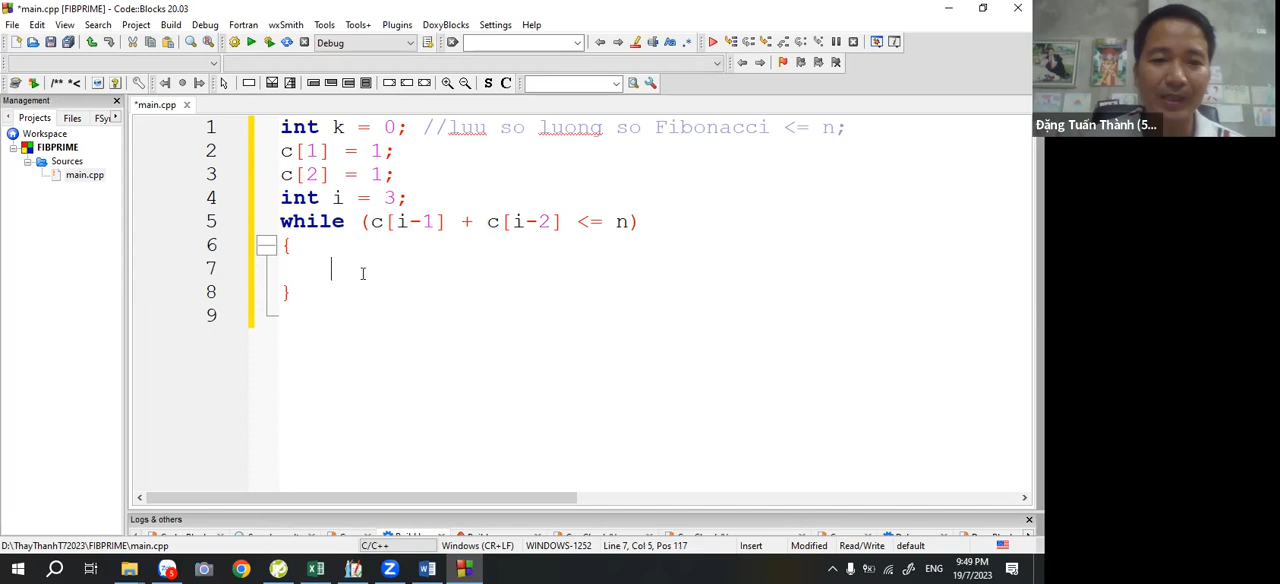 *main.cpp [FIBPRIME] - Code::Blocks 20.03
File Edit View Search Project Build Debug Fortran wxSmith Tools Tools+ Plugins DoxyBlocks Settings Help
Debug
/** *<
S C
Management
*main.cpp
Projects Files FSy
Workspace
FIBPRIME
Sources
main.cpp
1 int k = 0; //luu so luong so Fibonacci <= n;
2 c[1] = 1;
3 c[2] = 1;
4 int i = 3;
5 while (c[i-1] + c[i-2] <= n)
6 {
7
8 }
9
Đặng Tuấn Thành (5...
Logs & others
D:\ThayThanhT72023\FIBPRIME\main.cpp C/C++ Windows (CR+LF) WINDOWS-1252 Line 7, Col 5, Pos 117 Insert Modified Read/Write default
ENG
9:49 PM
19/7/2023